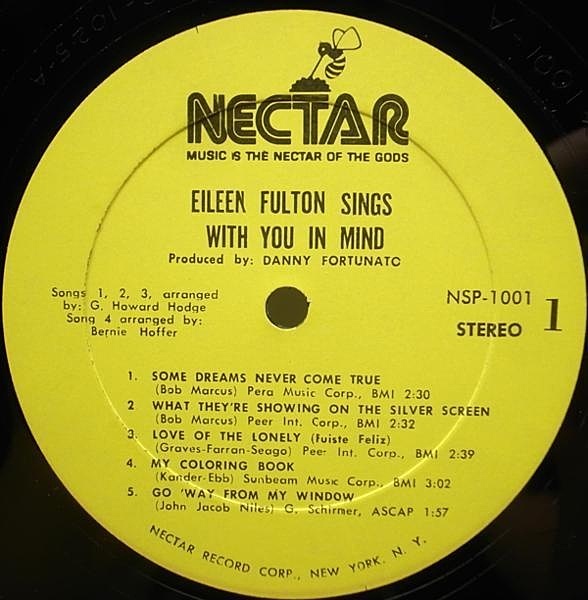 NECTAR
MUSIC IS THE NECTAR OF THE GODS
EILEEN FULTON SINGS
WITH YOU IN MIND
Produced by: DANNY FORTUNATO
Songs 1, 2, 3, arranged
by: G. Howard Hodge
Song 4 arranged by:
Bernie Hoffer
NSP-1001
STEREO 1
1. SOME DREAMS NEVER COME TRUE
(Bob Marcus) Pera Music Corp., BMI 2:30
2 WHAT THEY'RE SHOWING ON THE SILVER SCREEN
(Bob Marcus) Peer Int. Corp., BMI 2:32
3. LOVE OF THE LONELY (Fuiste Feliz)
(Graves-Farran-Seago) Peer Int. Corp., BMI 2:39
4. MY COLORING BOOK
(Kander-Ebb) Sunbeam Music Corp., BMI 3:02
5. GO 'WAY FROM MY WINDOW
(John Jacob Niles) G, Schirmer, ASCAP 1:57
NECTAR RECORD CORP., NEW YORK. N. Y.